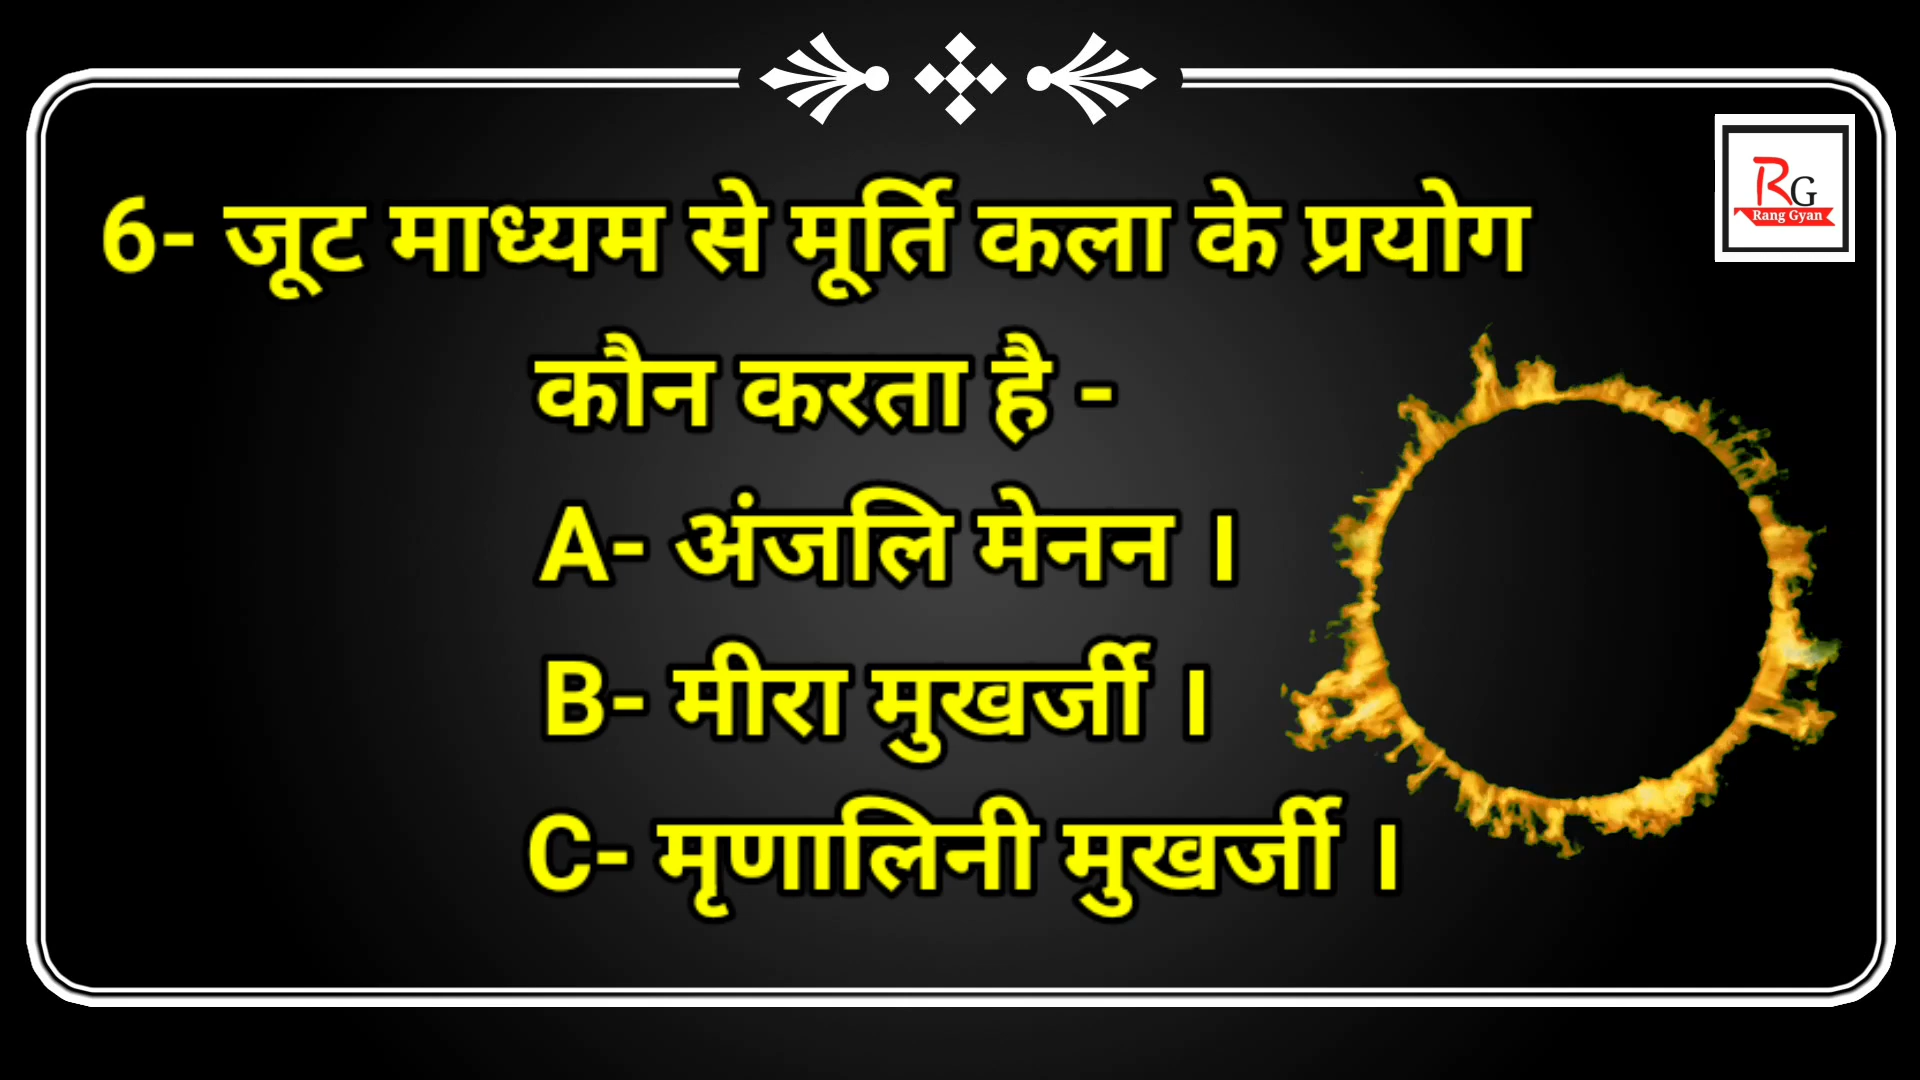 RG
Rang Gyan
6- जूट माध्यम से मूर्ति कला के प्रयोग
कौन करता है -
A- अंजलि मेनन ।
B- मीरा मुखर्जी ।
C- मृणालिनी मुखर्जी ।